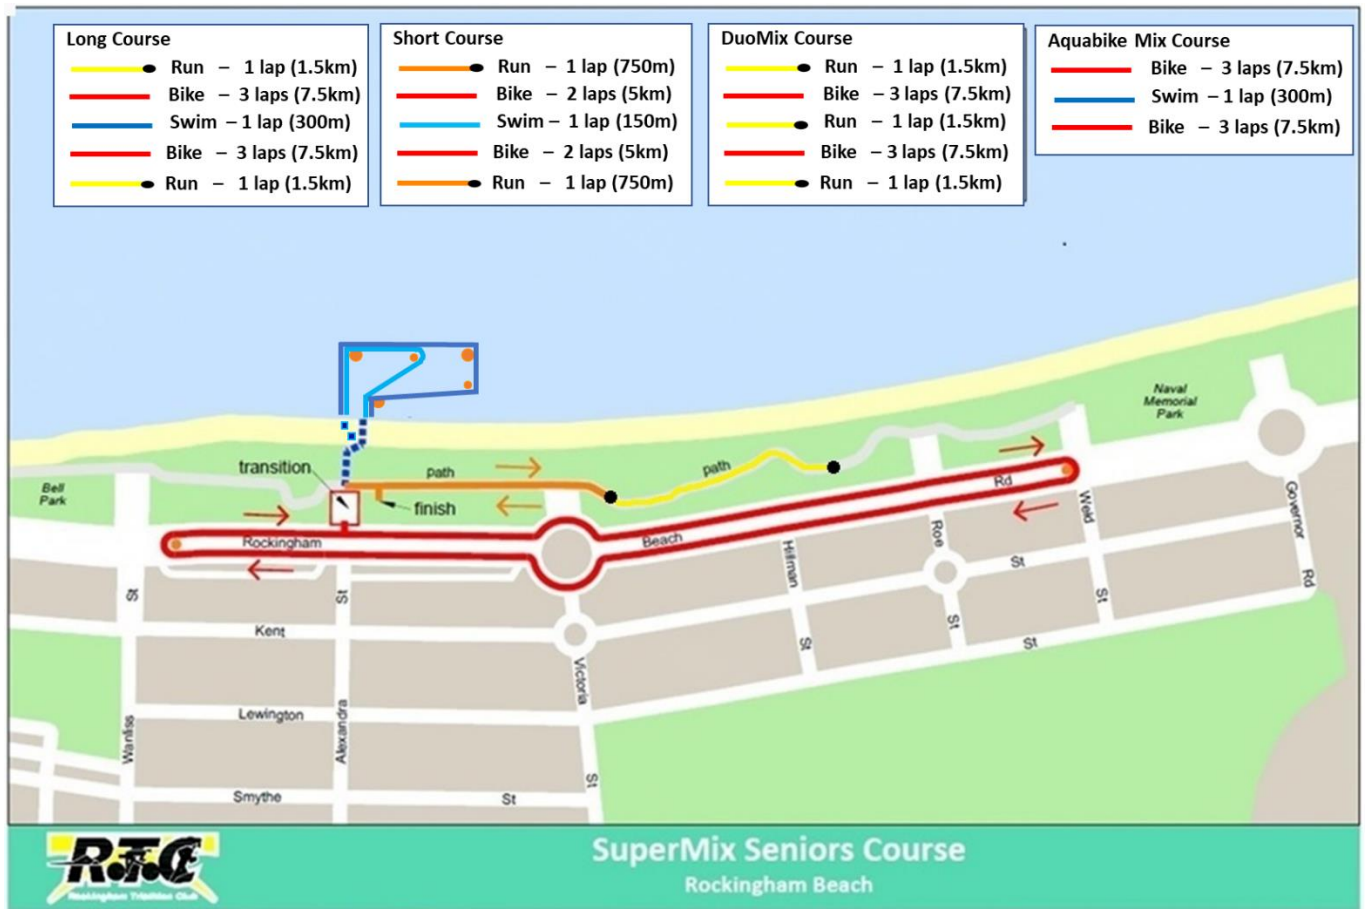 Long Course
Run – 1 lap (1.5km)
Bike – 3 laps (7.5km)
Swim – 1 lap (300m)
Bike – 3 laps (7.5km)
Run – 1 lap (1.5km)
Short Course
Run – 1 lap (750m)
Bike – 2 laps (5km)
Swim – 1 lap (150m)
Bike – 2 laps (5km)
Run – 1 lap (750m)
DuoMix Course
Run – 1 lap (1.5km)
Bike – 3 laps (7.5km)
Run – 1 lap (1.5km)
Bike – 3 laps (7.5km)
Run – 1 lap (1.5km)
Aquabike Mix Course
Bike – 3 laps (7.5km)
Swim – 1 lap (300m)
Bike – 3 laps (7.5km)
Naval
Memorial
Park
transition
path
path
Bell
Park
finish
Rockingham
Beach
Rd
Weld
St
Governor
Rd
Roe
St
Hillman
St
St
St
Wanliss
St
Alexandra
St
Kent
Victoria
St
Lewington
Smythe
St
RTC
Rockingham Triathlon Club
SuperMix Seniors Course
Rockingham Beach